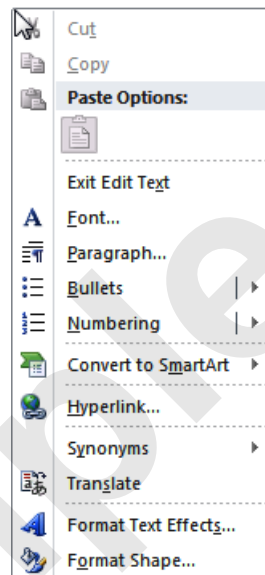 Cut
Copy
Paste Options:
Exit Edit Text
Font...
Paragraph...
Bullets
Numbering
Convert to SmartArt
Hyperlink...
Synonyms
Translate
Format Text Effects...
Format Shape...